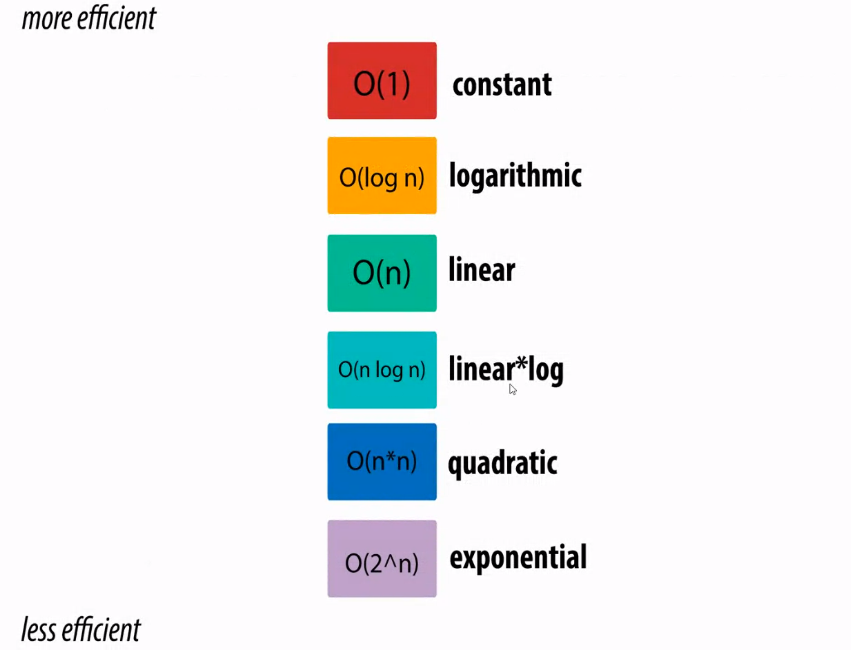 more efficient
O(1) constant
O(log n) logarithmic
O(n) linear
O(n log n) linear*log
O(n*n) quadratic
O(2^n) exponential
less efficient